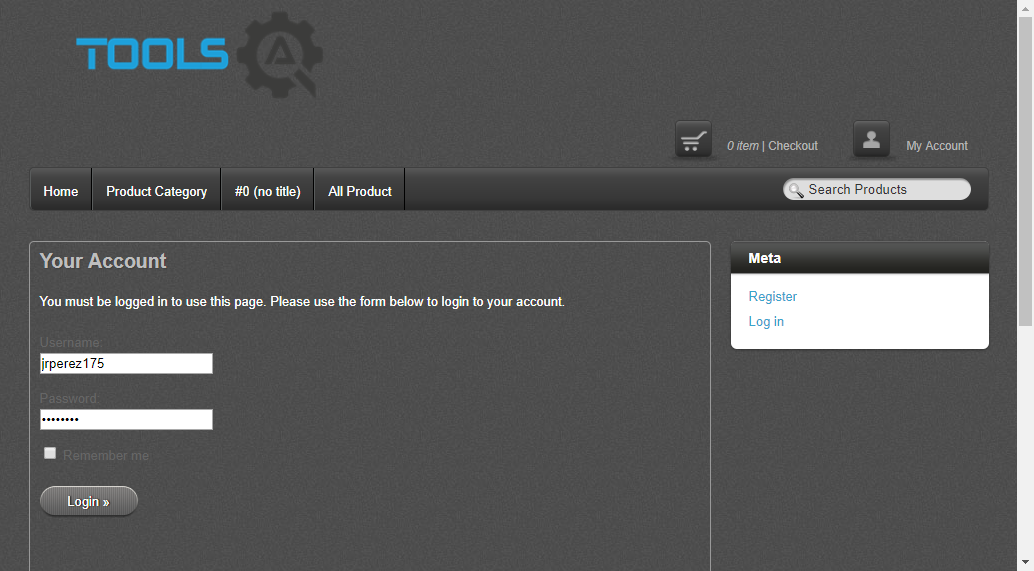 TOOLS
0 item | Checkout
My Account
Home
Product Category
#0 (no title)
All Product
Search Products
Your Account
You must be logged in to use this page. Please use the form below to login to your account.
Username:
jrperez175
Password:
••••••••
Remember me
Login »
Meta
Register
Log in